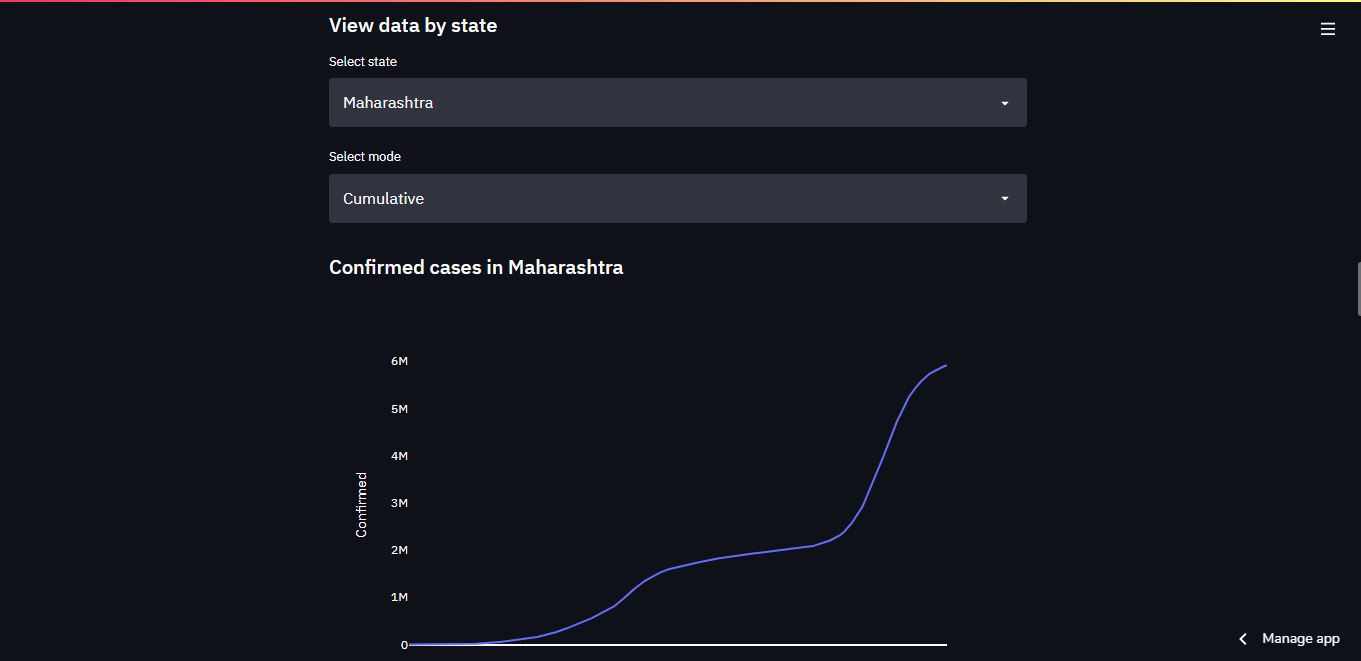 View data by state
Select state
Maharashtra
Select mode
Cumulative
Confirmed cases in Maharashtra
6M
5M
4M
3M
2M
1M
0
Confirmed
Manage app